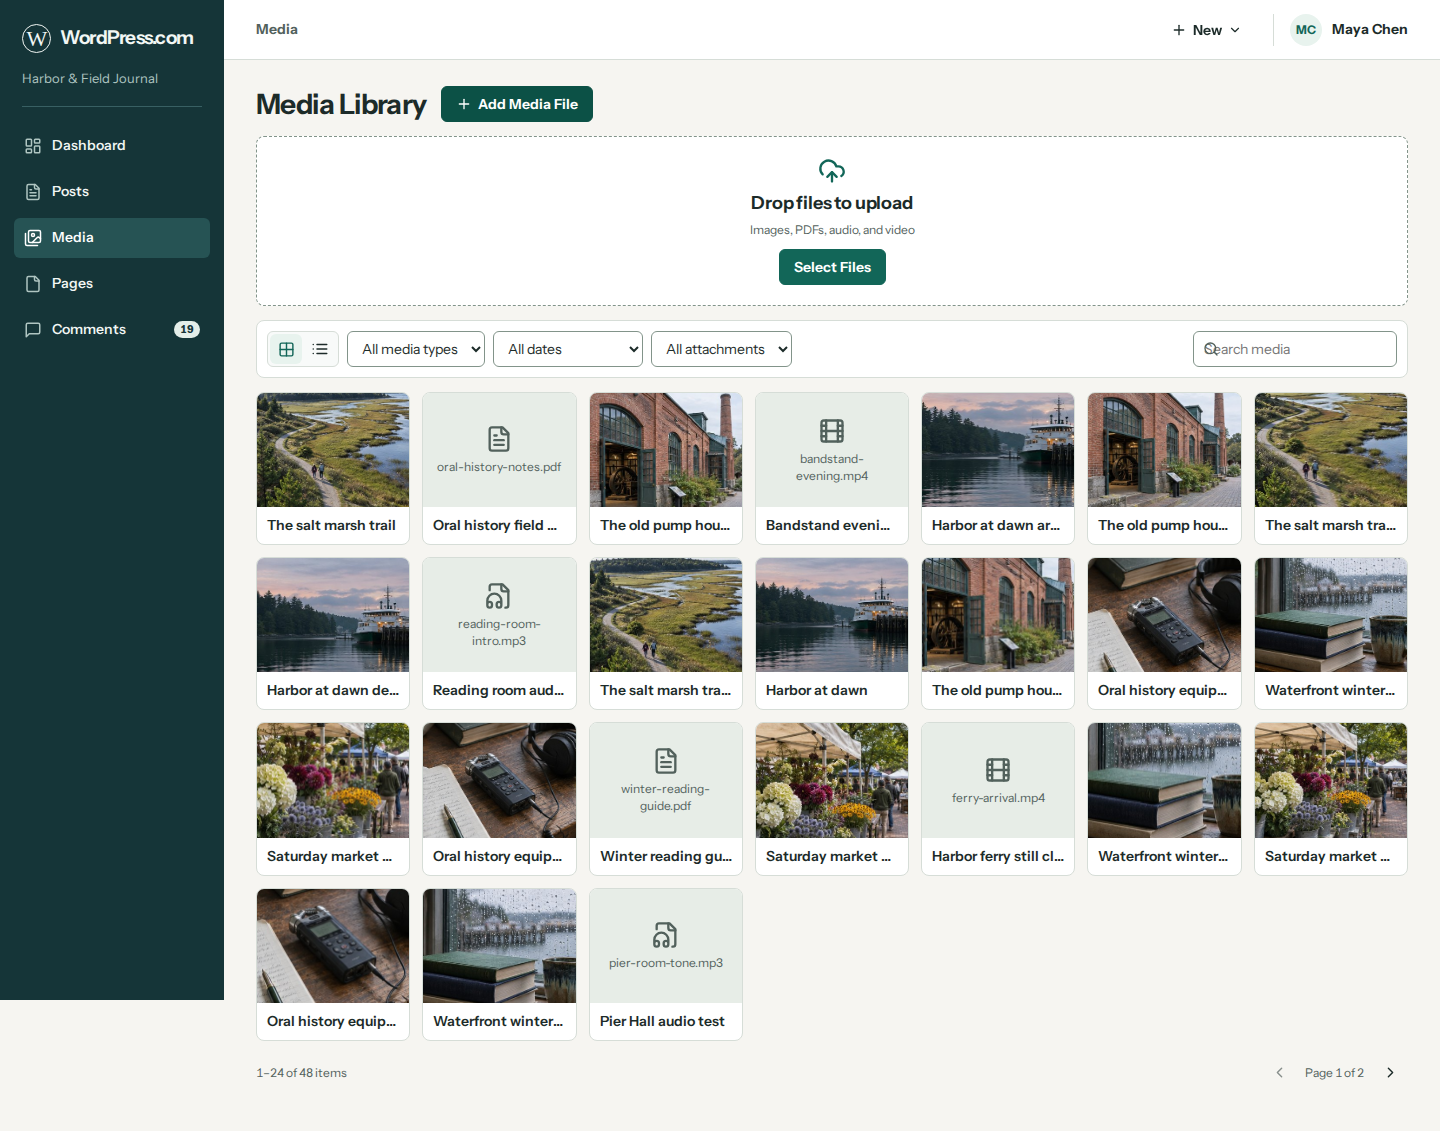 WordPress.com
Harbor & Field Journal
Dashboard
Posts
Media
Pages
Comments 19
Media
New
MC Maya Chen
Media Library
Add Media File
Drop files to upload
Images, PDFs, audio, and video
Select Files
All media types
All dates
All attachments
Search media
oral-history-notes.pdf
bandstand-
evening.mp4
The salt marsh trail
Oral history field ...
The old pump hou...
Bandstand eveni...
Harbor at dawn ar...
The old pump hou...
The salt marsh tra...
reading-room-
intro.mp3
Harbor at dawn de...
Reading room aud...
The salt marsh tra...
Harbor at dawn
The old pump hou...
Oral history equip...
Waterfront winter...
winter-reading-
guide.pdf
ferry-arrival.mp4
Saturday market ...
Oral history equip...
Winter reading gu...
Saturday market ...
Harbor ferry still cl...
Waterfront winter...
Saturday market ...
pier-room-tone.mp3
Oral history equip...
Waterfront winter...
Pier Hall audio test
1–24 of 48 items
Page 1 of 2